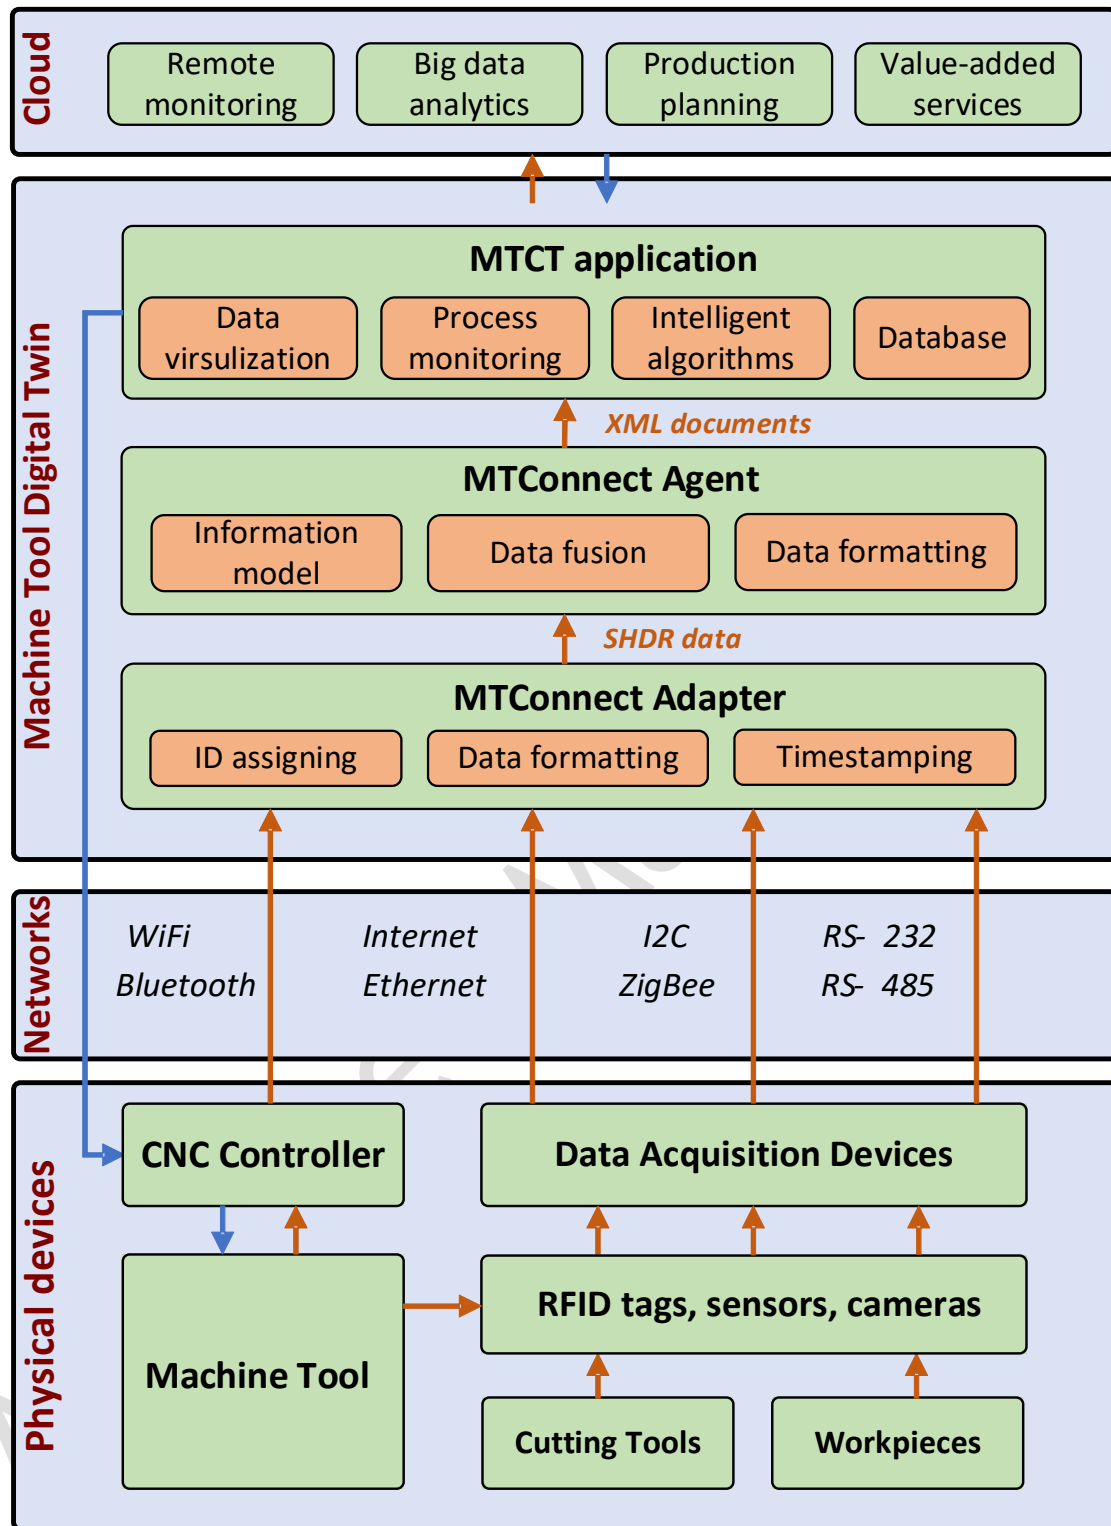 Cloud
Remote
monitoring
Big data
analytics
Production
planning
Value-added
services
Machine Tool Digital Twin
MTCT application
Data
virsulization
Process
monitoring
Intelligent
algorithms
Database
XML documents
MTConnect Agent
Information
model
Data fusion
Data formatting
SHDR data
MTConnect Adapter
ID assigning
Data formatting
Timestamping
Networks
WiFi
Internet
I2C
RS- 232
Bluetooth
Ethernet
ZigBee
RS- 485
Physical devices
CNC Controller
Data Acquisition Devices
Machine Tool
RFID tags, sensors, cameras
Cutting Tools
Workpieces